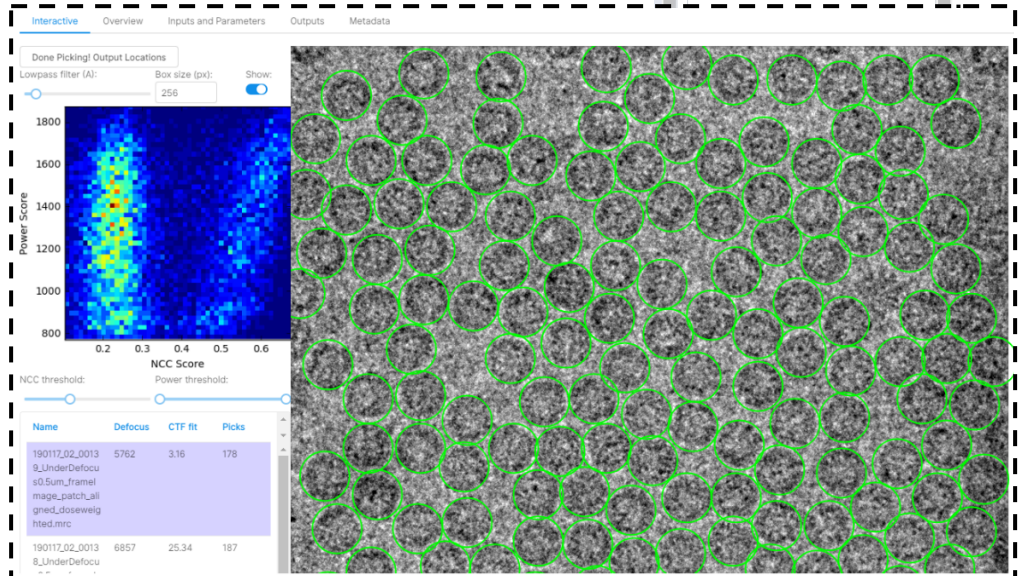 Interactive Overview Inputs and Parameters Outputs Metadata
Done Picking! Output Locations
Lowpass filter (A): Box size (px): Show:
256
1800
1600
1400
1200
1000
800
Power Score
0.2 0.3 0.4 0.5 0.6
NCC Score
NCC threshold: Power threshold:
Name Defocus CTF fit Picks
190117_02_0013 5762 3.16 178
9_UnderDefocu
s0.5um_frameI
mage_patch_ali
gned_doseweig
hted.mrc
190117_02_0013 6857 25.34 187
8_UnderDefocu